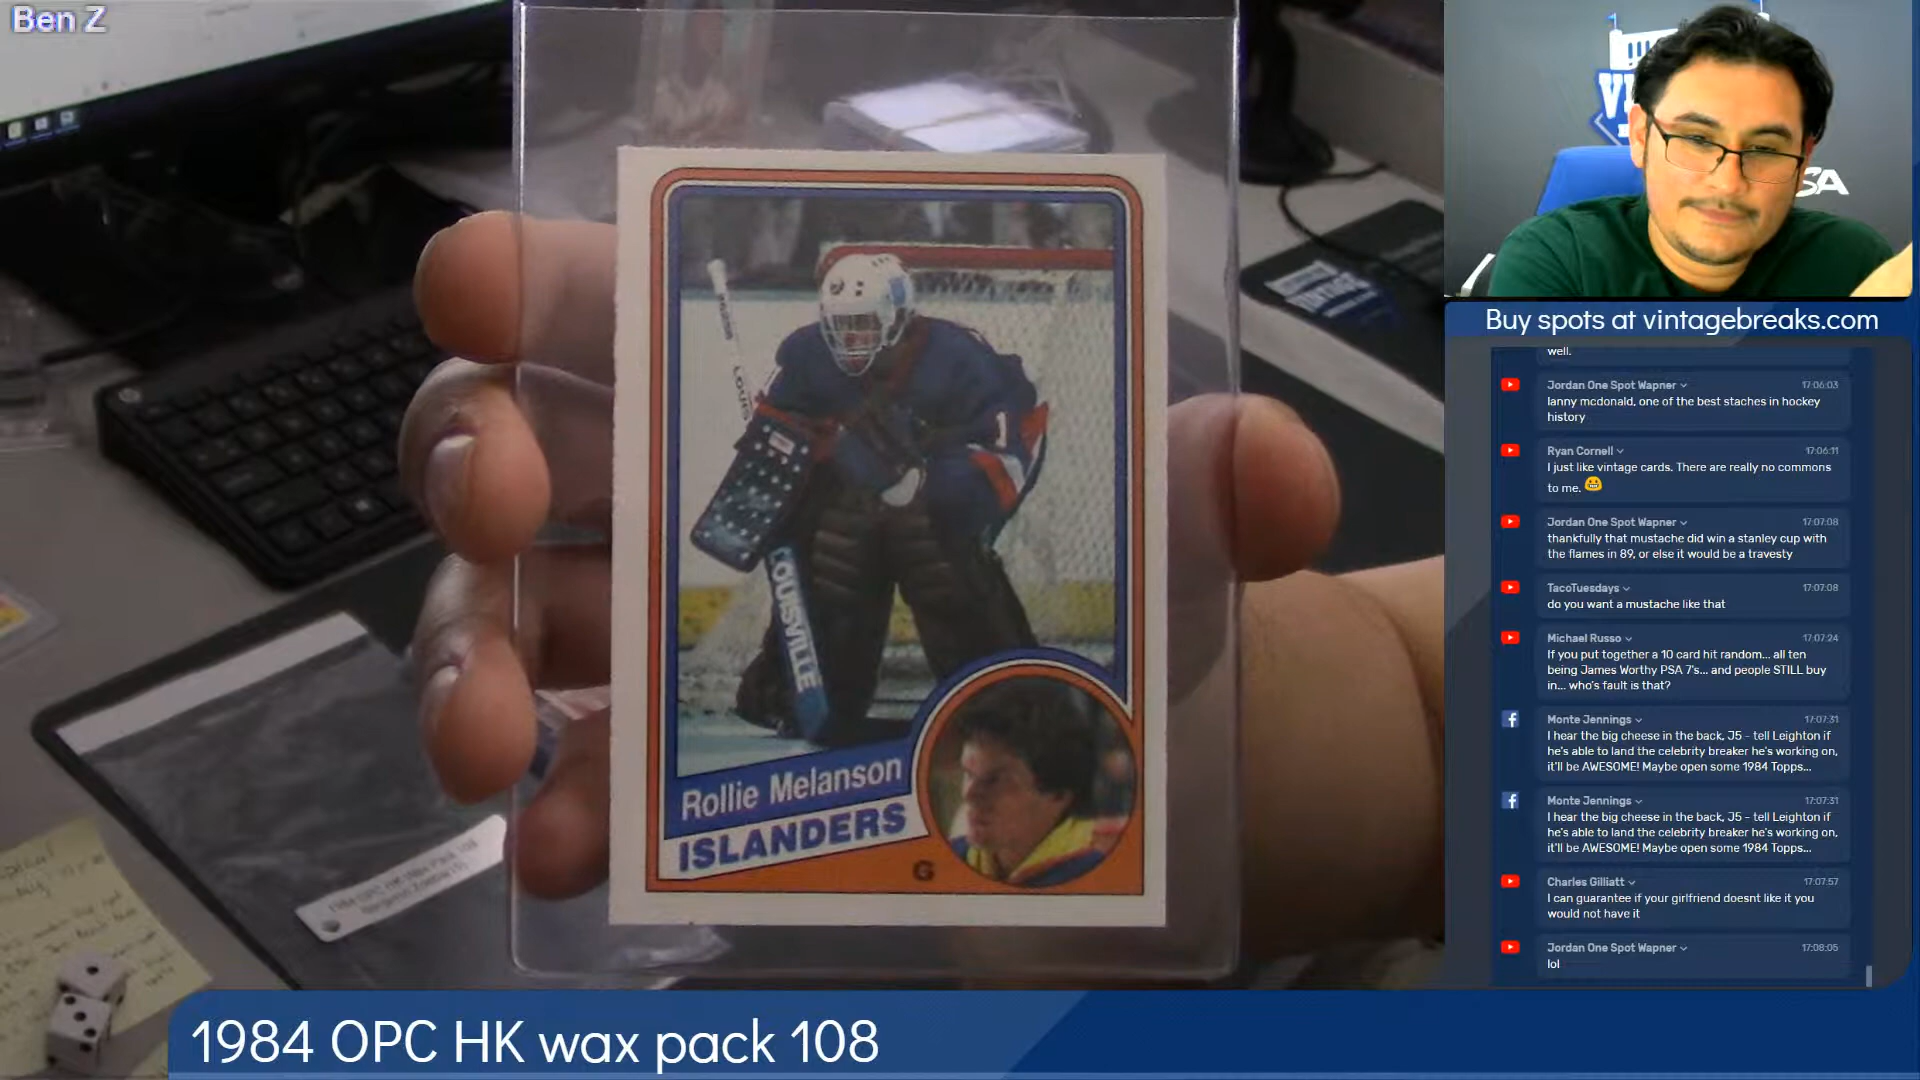 Ben Z
LOUIS
1
LOUISVILLE
Rollie Melanson
ISLANDERS
G
SA
Buy spots at vintagebreaks.com
well.
Jordan One Spot Wapner 17:06:03
lanny mcdonald, one of the best staches in hockey
history
Ryan Cornell 17:06:11
I just like vintage cards. There are really no commons
to me. 😬
Jordan One Spot Wapner 17:07:08
thankfully that mustache did win a stanley cup with
the flames in 89, or else it would be a travesty
TacoTuesdays 17:07:08
do you want a mustache like that
Michael Russo 17:07:24
If you put together a 10 card hit random... all ten
being James Worthy PSA 7's... and people STILL buy
in... who's fault is that?
Monte Jennings 17:07:31
I hear the big cheese in the back, J5 - tell Leighton if
he's able to land the celebrity breaker he's working on,
it'll be AWESOME! Maybe open some 1984 Topps...
Monte Jennings 17:07:31
I hear the big cheese in the back, J5 - tell Leighton if
he's able to land the celebrity breaker he's working on,
it'll be AWESOME! Maybe open some 1984 Topps...
Charles Gilliatt 17:07:57
I can guarantee if your girlfriend doesnt like it you
would not have it
Jordan One Spot Wapner 17:08:05
lol
1984 OPC HK wax pack 108